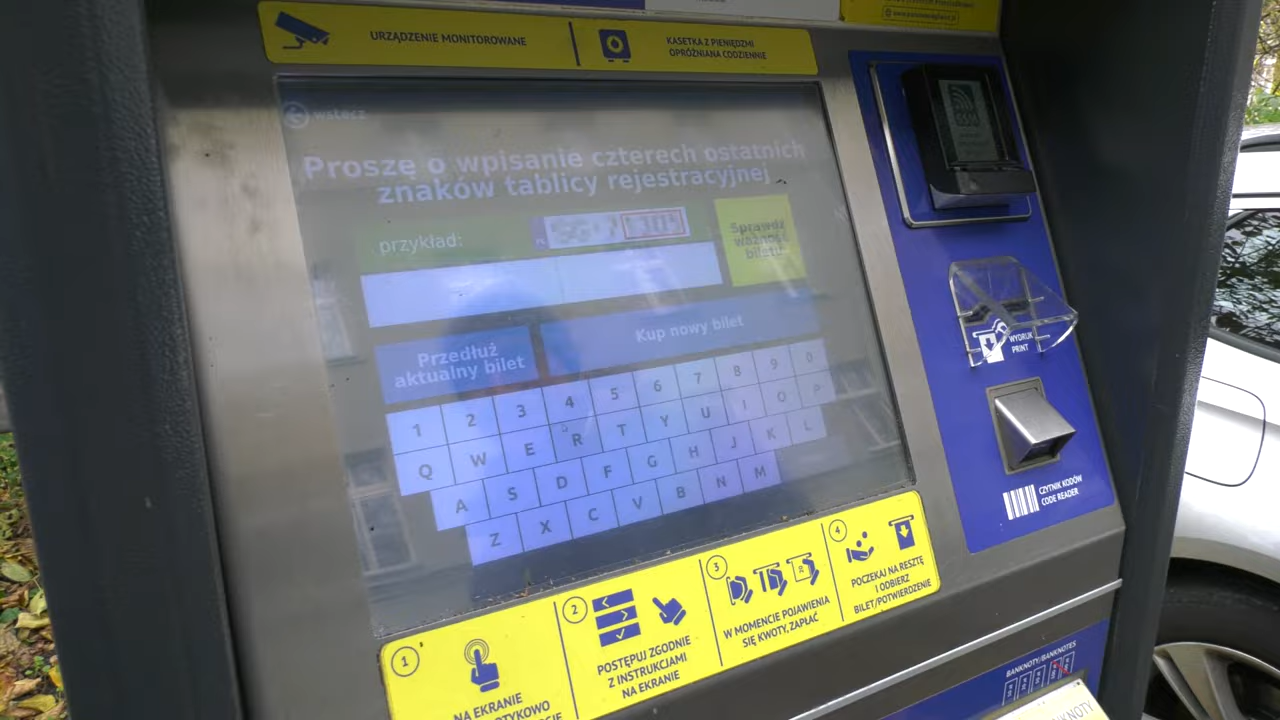 URZĄDZENIE MONITOROWANE
KASETKA Z PIENIĘDZMI
OPRÓŻNIANA CODZIENNIE
wstecz
Proszę o wpisanie czterech ostatnich
znaków tablicy rejestracyjnej
przykład:
Sprawdź
ważność
biletu
Przedłuż
aktualny bilet
Kup nowy bilet
1 2 3 4 5 6 7 8 9 0
Q W E R T Y U I O P
A S D F G H J K L
Z X C V B N M
WYDRUK
PRINT
CZYTNIK KODÓW
CODE READER
1
NA EKRANIE
2
POSTĘPUJ ZGODNIE
Z INSTRUKCJAMI
NA EKRANIE
3
W MOMENCIE POJAWIENIA
SIĘ KWOTY, ZAPŁAĆ
4
POCZEKAJ NA RESZTĘ
I ODBIERZ
BILET/POTWIERDZENIE
BANKNOTY/BANKNOTES